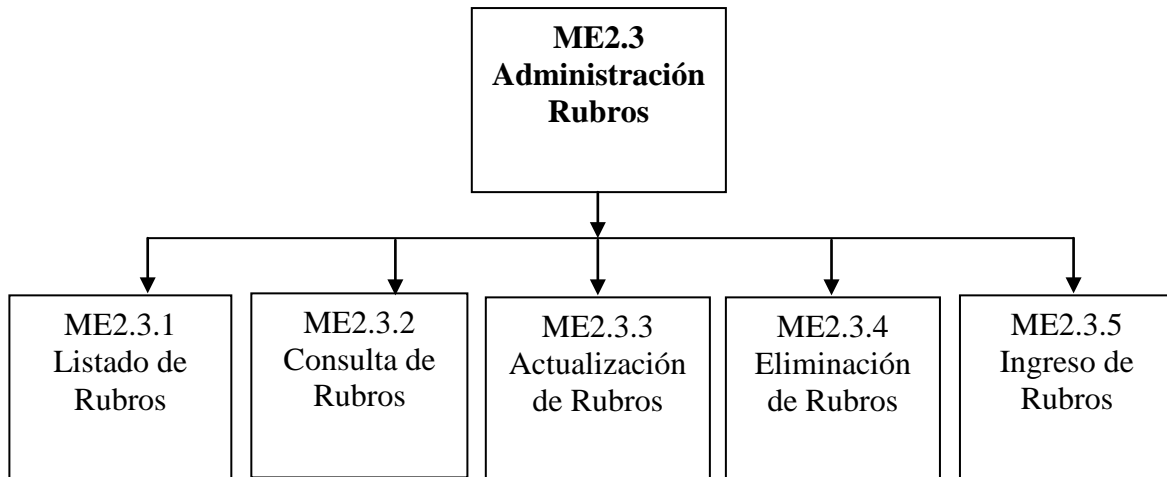 ME2.3
Administración
Rubros
ME2.3.1
Listado de
Rubros
ME2.3.2
Consulta de
Rubros
ME2.3.3
Actualización
de Rubros
ME2.3.4
Eliminación
de Rubros
ME2.3.5
Ingreso de
Rubros